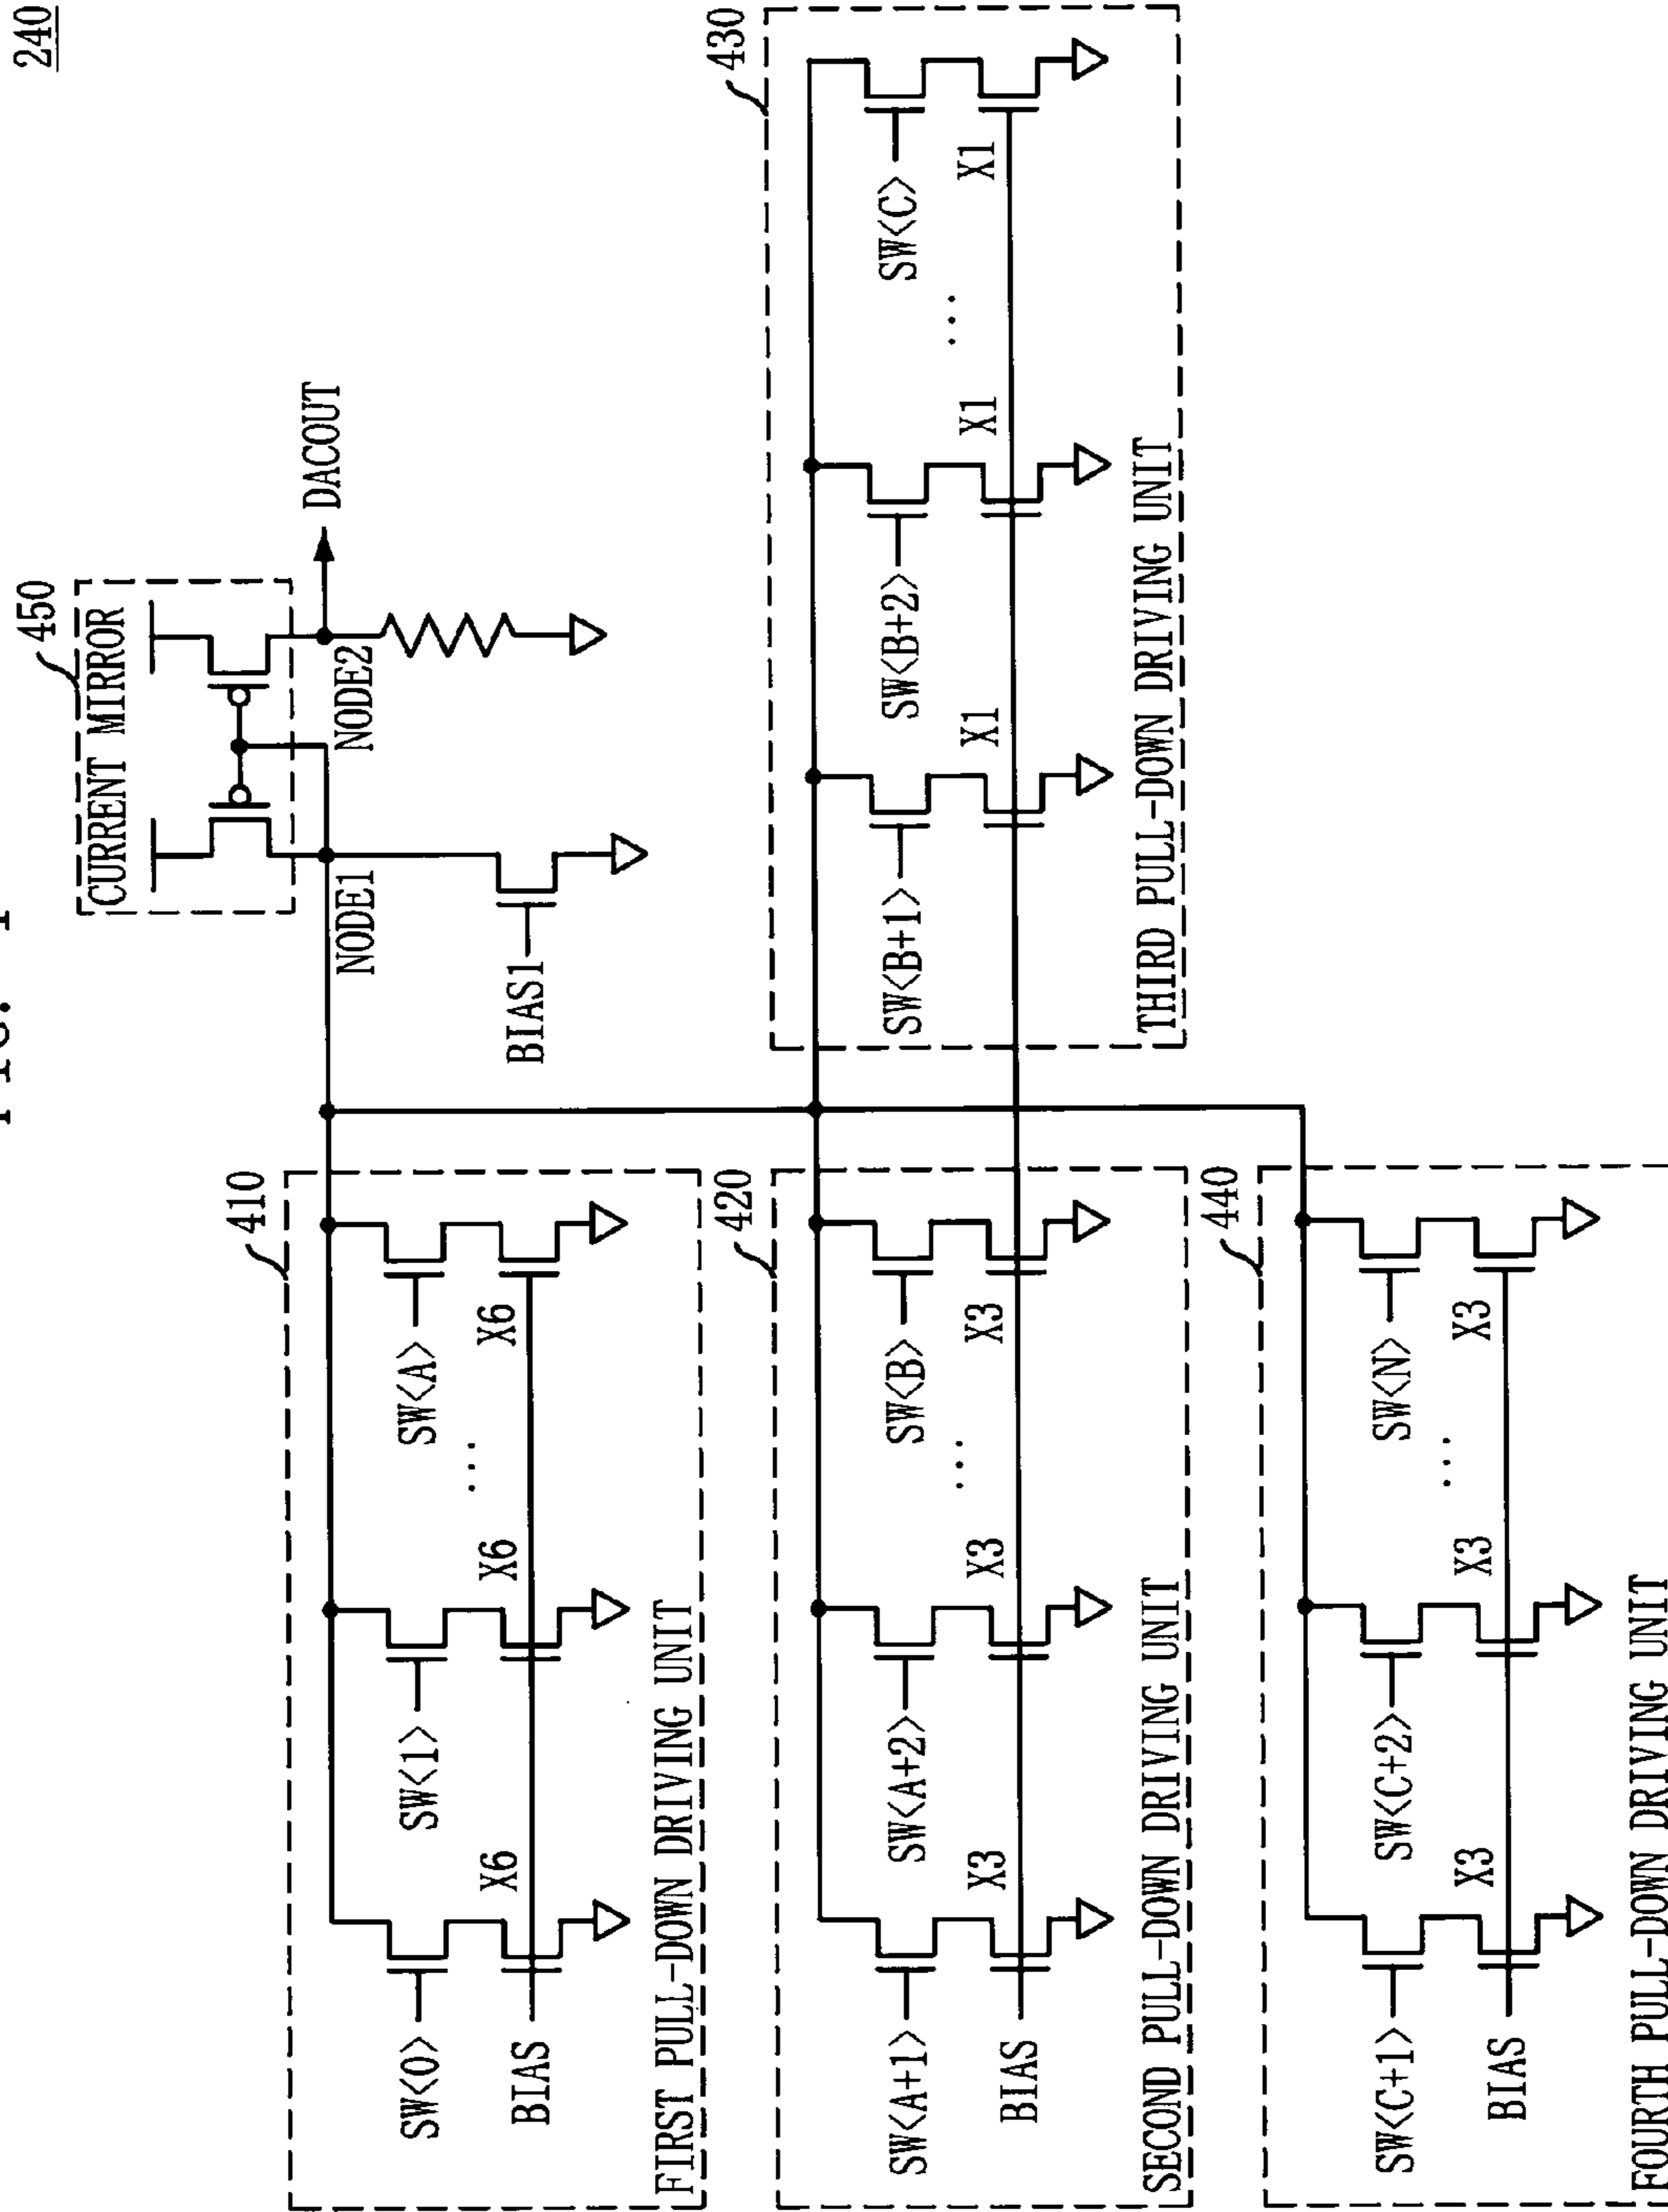 240
450
CURRENT MIRROR
NODE1
NODE2
DACOUT
BIAS1
410
SW<0>
SW<1>
SW<A>
...
X6
X6
X6
BIAS
FIRST PULL-DOWN DRIVING UNIT
420
SW<A+1>
SW<A+2>
SW<B>
...
X3
X3
X3
BIAS
SECOND PULL-DOWN DRIVING UNIT
430
SW<B+1>
SW<B+2>
SW<C>
...
X1
X1
X1
THIRD PULL-DOWN DRIVING UNIT
440
SW<C+1>
SW<C+2>
SW<N>
...
X3
X3
X3
BIAS
FOURTH PULL-DOWN DRIVING UNIT